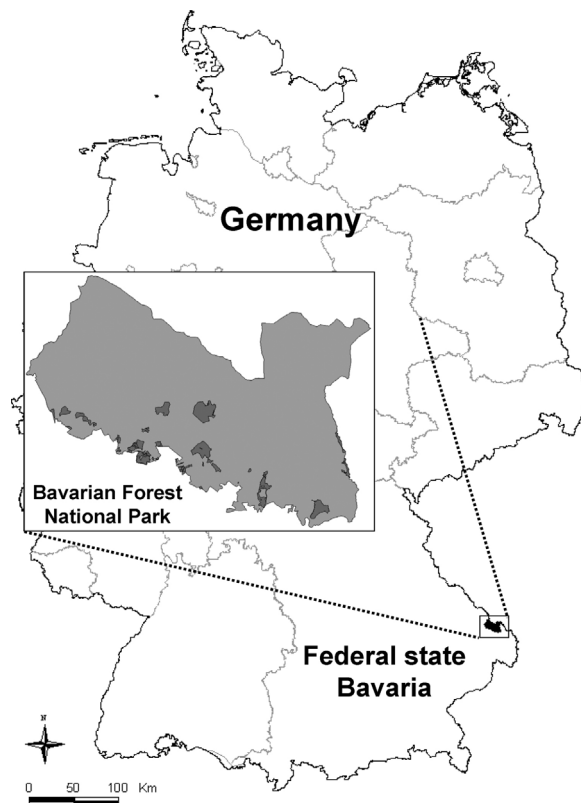 Germany
Bavarian Forest
National Park
Federal state
Bavaria
N
0 50 100 Km